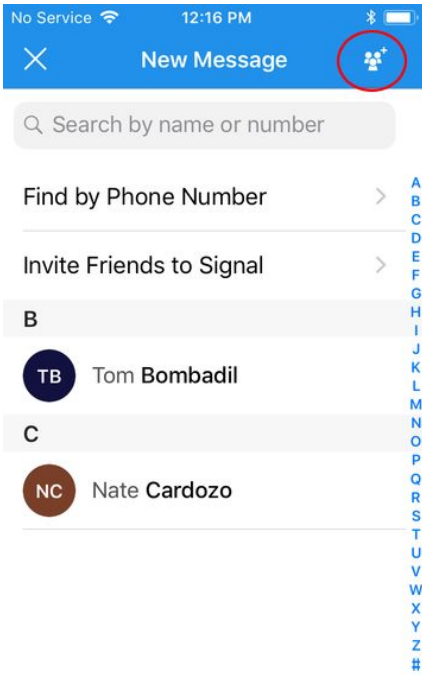 No Service 12:16 PM
New Message
Search by name or number
Find by Phone Number
Invite Friends to Signal
B
TB Tom Bombadil
C
NC Nate Cardozo
A
B
C
D
E
F
G
H
I
J
K
L
M
N
O
P
Q
R
S
T
U
V
W
X
Y
Z
#